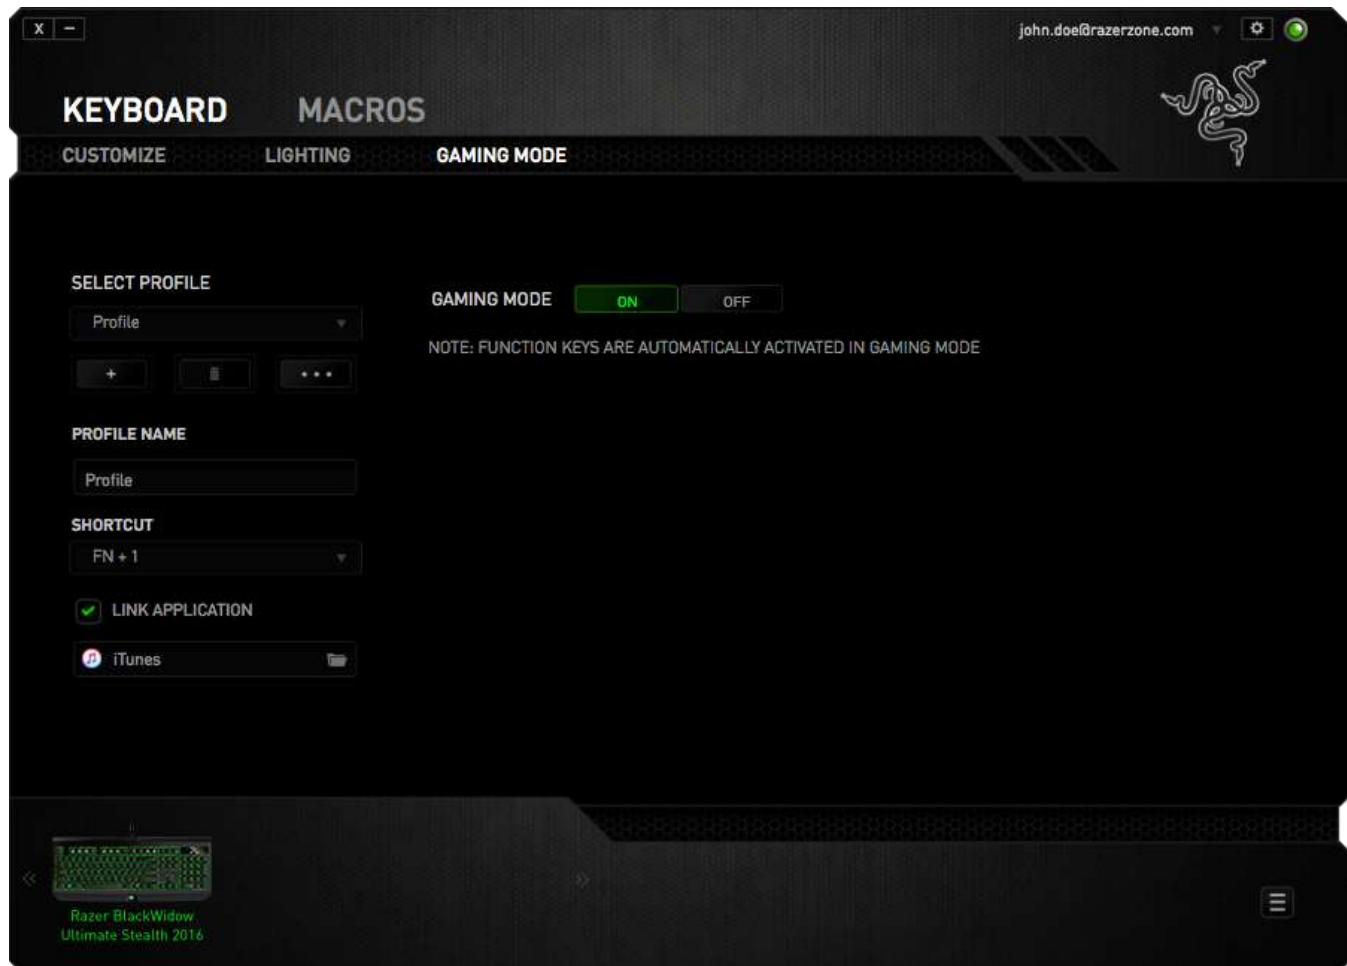 X –
john.doe@razerzone.com
KEYBOARD MACROS
CUSTOMIZE LIGHTING GAMING MODE
SELECT PROFILE
Profile
+ •••
PROFILE NAME
Profile
SHORTCUT
FN + 1
LINK APPLICATION
iTunes
GAMING MODE ON OFF
NOTE: FUNCTION KEYS ARE AUTOMATICALLY ACTIVATED IN GAMING MODE
Razer BlackWidow
Ultimate Stealth 2016